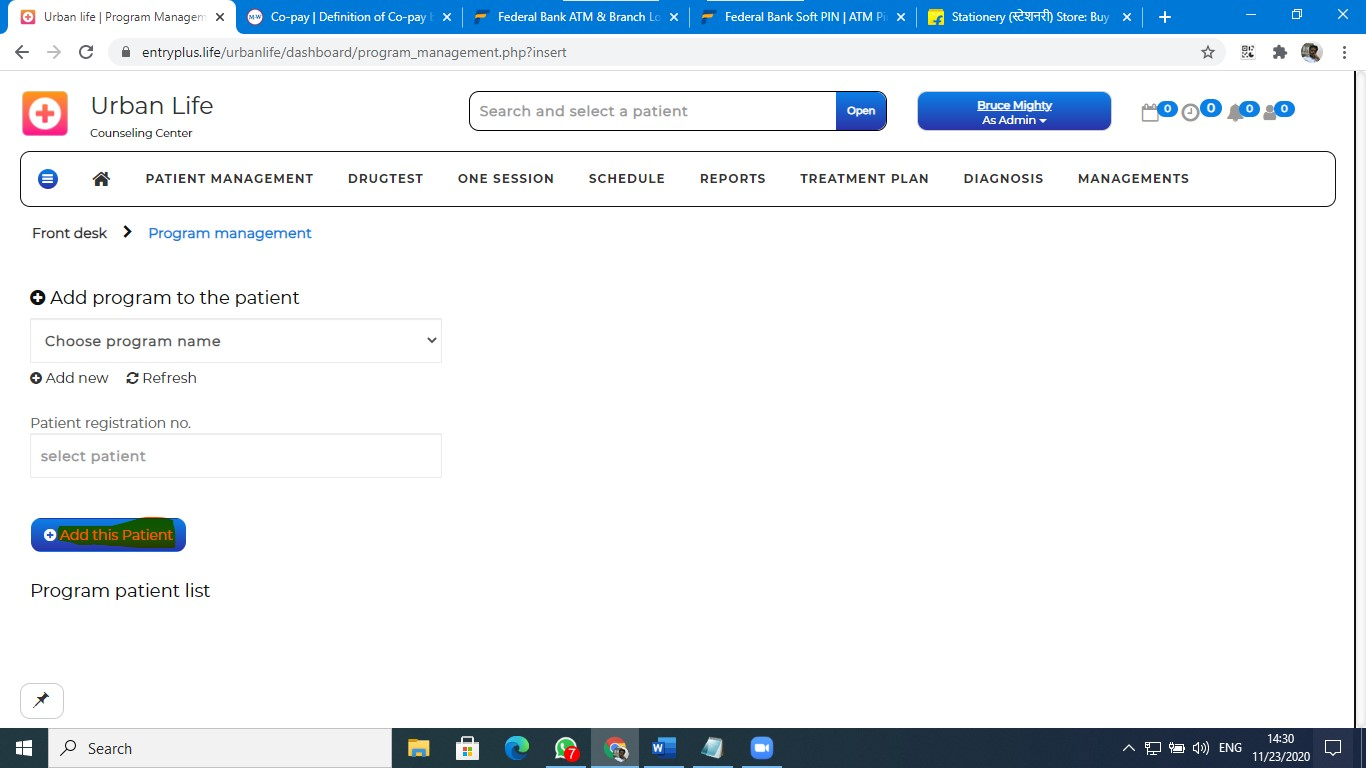 Urban life | Program Managem
Co-pay | Definition of Co-pay
Federal Bank ATM & Branch Lo
Federal Bank Soft PIN | ATM Pi
Stationery (स्टेशनरी) Store: Buy
entryplus.life/urbanlife/dashboard/program_management.php?insert
Urban Life
Counseling Center
Search and select a patient
Open
Bruce Mighty
As Admin
0
0
0
0
PATIENT MANAGEMENT
DRUGTEST
ONE SESSION
SCHEDULE
REPORTS
TREATMENT PLAN
DIAGNOSIS
MANAGEMENTS
Front desk
Program management
Add program to the patient
Choose program name
Add new
Refresh
Patient registration no.
select patient
Add this Patient
Program patient list
Search
7
ENG
14:30
11/23/2020